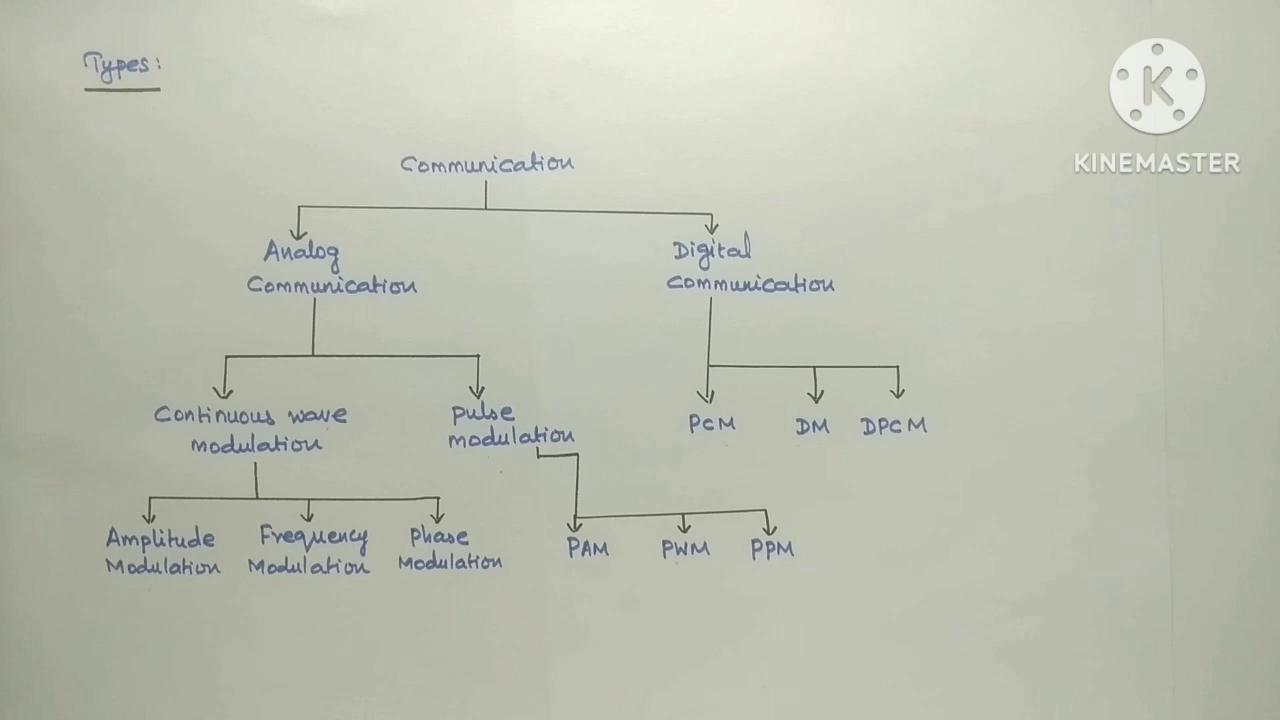 Types:
KINEMASTER
Communication
Analog
Communication
Digital
Communication
Continuous wave
modulation
Pulse
modulation
PCM
DM
DPCM
Amplitude
Modulation
Frequency
Modulation
Phase
Modulation
PAM
PWM
PPM